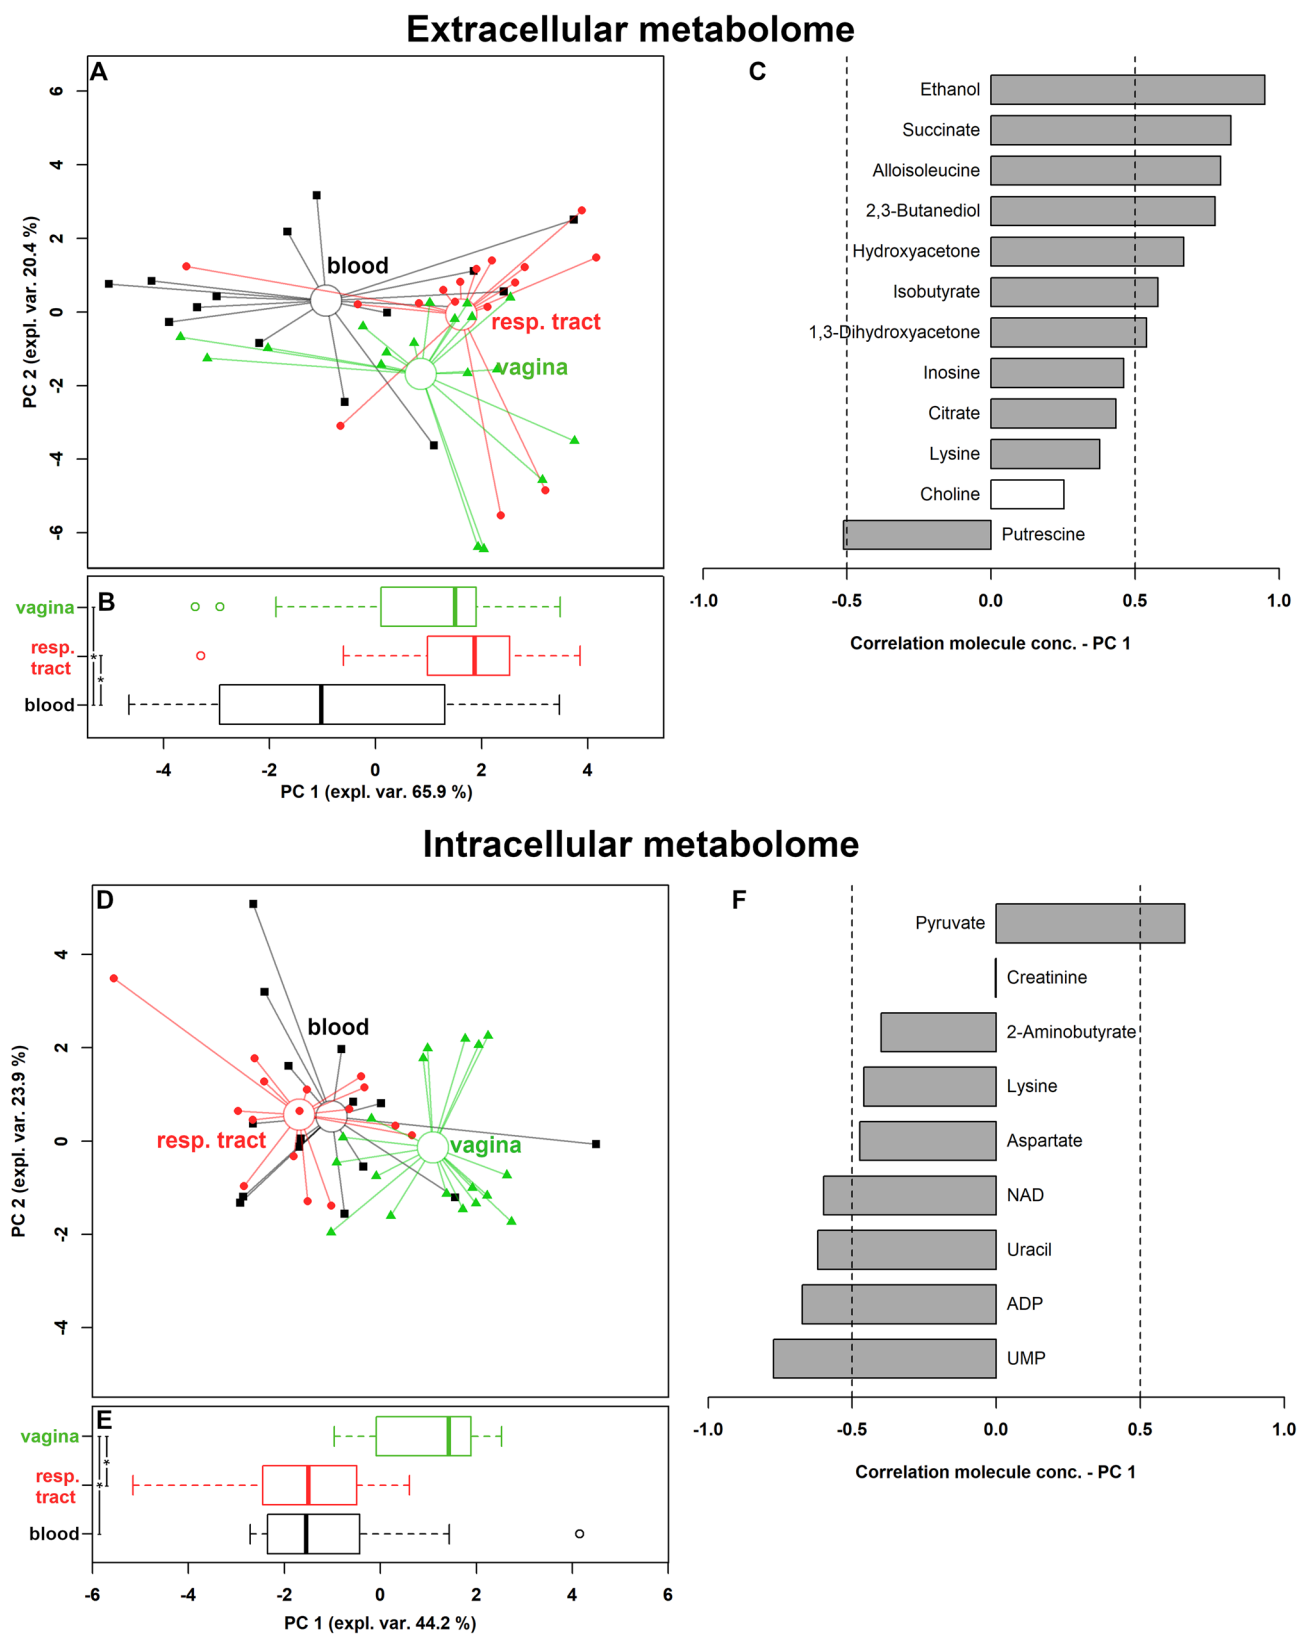 Extracellular metabolome
A
6
4
2
0
-2
-4
-6
PC 2 (expl. var. 20.4 %)
blood
resp. tract
vagina
B
vagina
resp.
tract
blood
*
*
-4
-2
0
2
4
PC 1 (expl. var. 65.9 %)
C
Ethanol
Succinate
Alloisoleucine
2,3-Butanediol
Hydroxyacetone
Isobutyrate
1,3-Dihydroxyacetone
Inosine
Citrate
Lysine
Choline
Putrescine
-1.0
-0.5
0.0
0.5
1.0
Correlation molecule conc. - PC 1
Intracellular metabolome
D
4
2
0
-2
-4
PC 2 (expl. var. 23.9 %)
blood
resp. tract
vagina
E
vagina
resp.
tract
blood
*
*
-6
-4
-2
0
2
4
6
PC 1 (expl. var. 44.2 %)
F
Pyruvate
Creatinine
2-Aminobutyrate
Lysine
Aspartate
NAD
Uracil
ADP
UMP
-1.0
-0.5
0.0
0.5
1.0
Correlation molecule conc. - PC 1